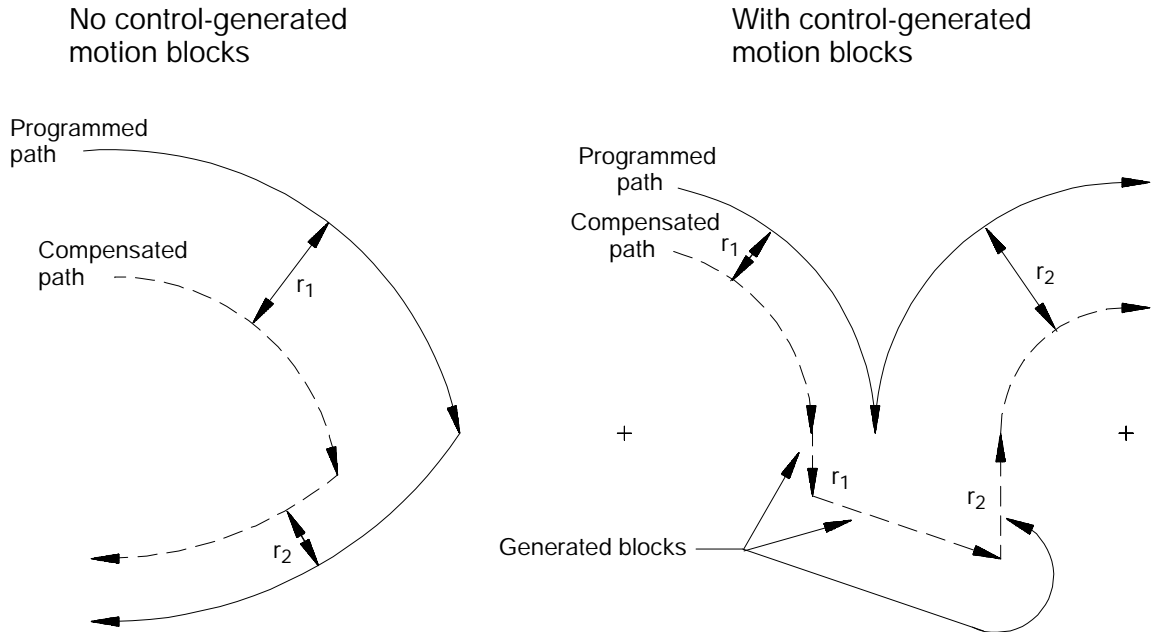 No control-generated
motion blocks
With control-generated
motion blocks
Programmed
path
Compensated
path
r1
r2
Programmed
path
Compensated
path
r1
r2
r1
r2
Generated blocks